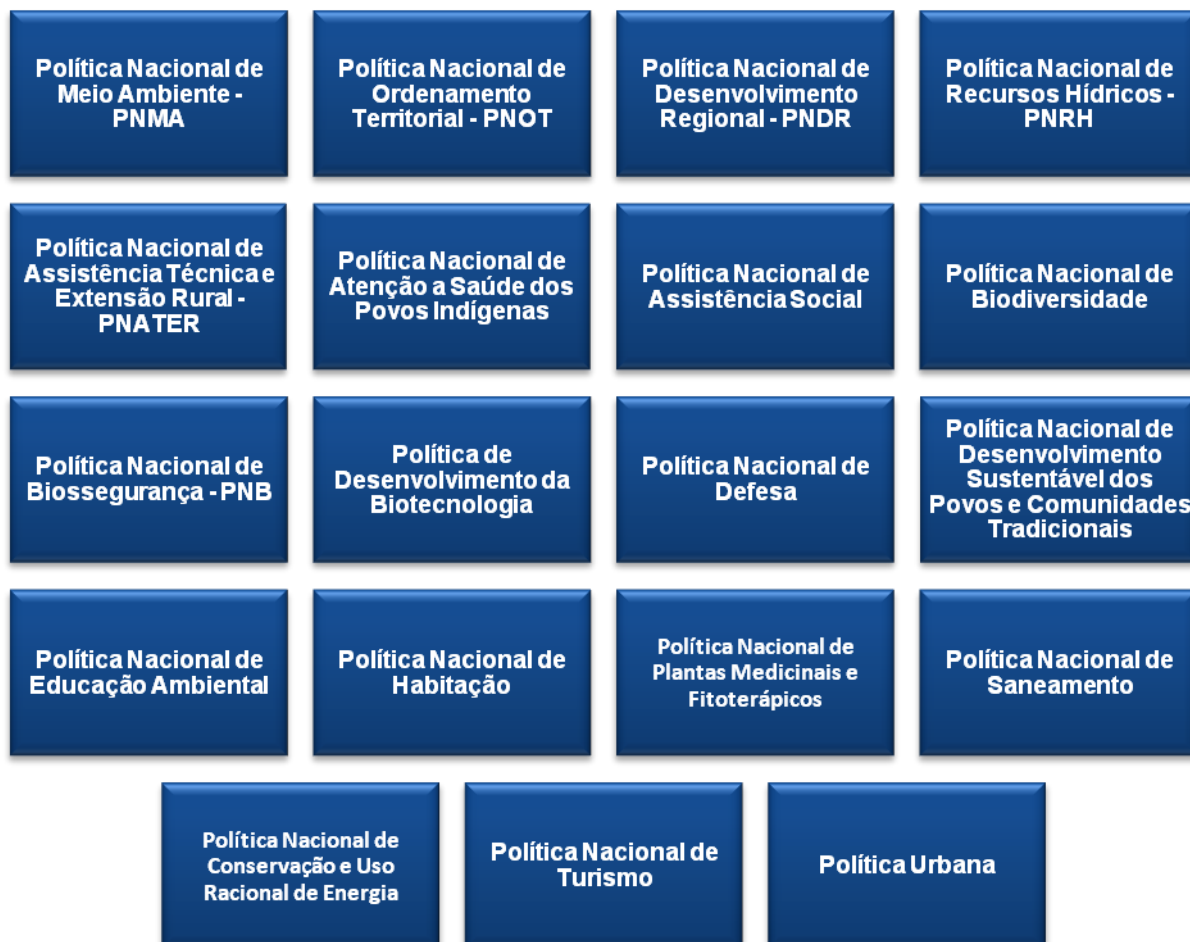 Política Nacional de
Meio Ambiente -
PNMA
Política Nacional de
Ordenamento
Territorial - PNOT
Política Nacional de
Desenvolvimento
Regional - PNDR
Política Nacional de
Recursos Hídricos -
PNRH
Política Nacional de
Assistência Técnica e
Extensão Rural -
PNATER
Política Nacional de
Atenção a Saúde dos
Povos Indígenas
Política Nacional de
Assistência Social
Política Nacional de
Biodiversidade
Política Nacional de
Biossegurança - PNB
Política de
Desenvolvimento da
Biotecnologia
Política Nacional de
Defesa
Política Nacional de
Desenvolvimento
Sustentável dos
Povos e Comunidades
Tradicionais
Política Nacional de
Educação Ambiental
Política Nacional de
Habitação
Política Nacional de
Plantas Medicinais e
Fitoterápicos
Política Nacional de
Saneamento
Política Nacional de
Conservação e Uso
Racional de Energia
Política Nacional de
Turismo
Política Urbana